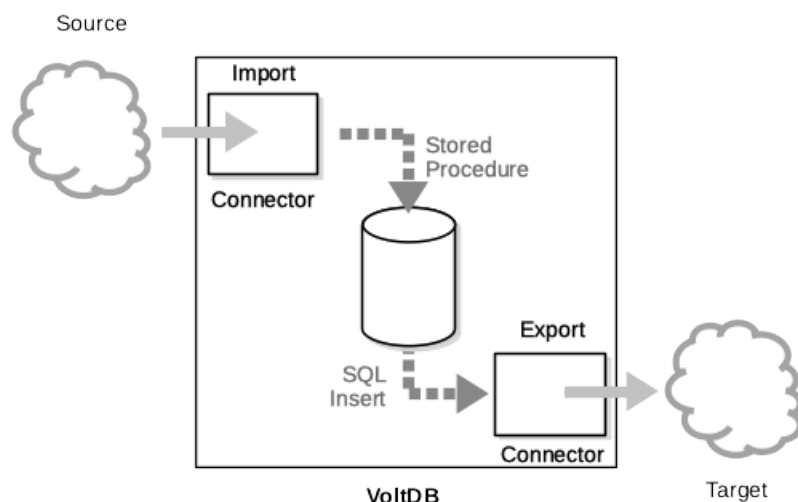 Source
Import
Connector
Stored
Procedure
Export
SQL
Insert
Connector
Target
VoltDB